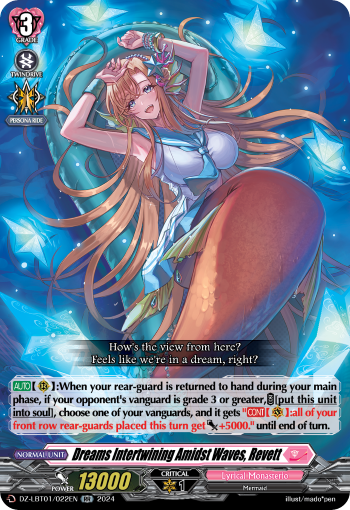 3
GRADE
TWINDRIVE
PERSONA RIDE
How's the view from here?
Feels like we're in a dream, right?
AUTO【 】:When your rear-guard is returned to hand during your main
phase, if your opponent's vanguard is grade 3 or greater, [put this unit
into soul], choose one of your vanguards, and it gets "CONT【 】:all of your
front row rear-guards placed this turn get +5000." until end of turn.
NORMAL UNIT
Dreams Intertwining Amidst Waves, Revett
POWER 13000
CRITICAL
1
Lyrical Monasterio
Mermaid
D-DZ-LBT01/022EN RR 2024
illust/mado*pen